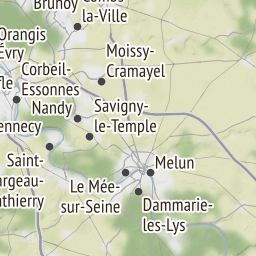 Brunoy
Combs-
la-Ville
Orangis
Évry
Moissy-
Cramayel
Corbeil-
Essonnes
Nandy
Savigny-
le-Temple
Saint-
Melun
Le Mée-
sur-Seine
Dammarie-
les-Lys